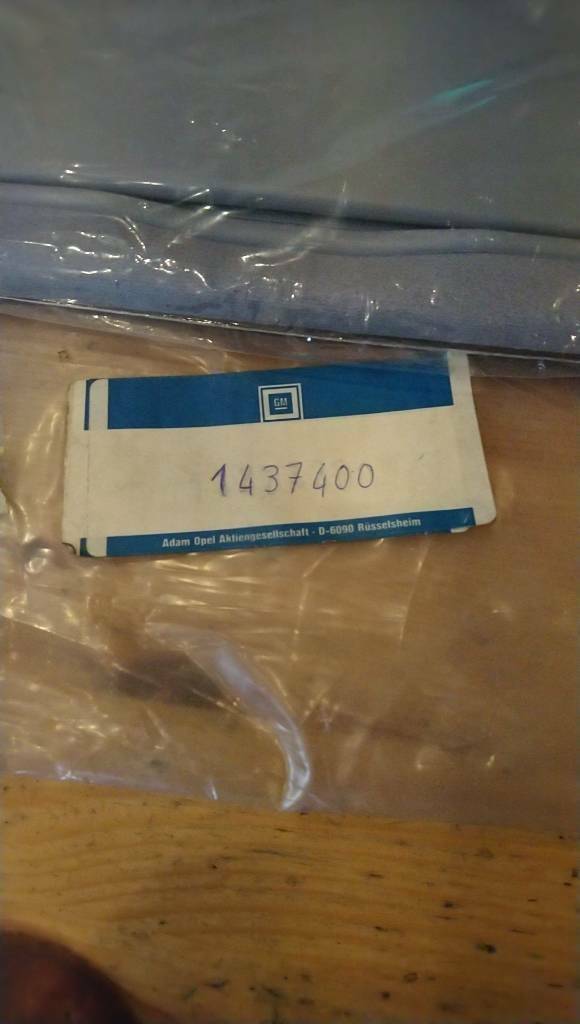 GM
1437400
Adam Opel Aktiengesellschaft · D-6090 Rüsselsheim